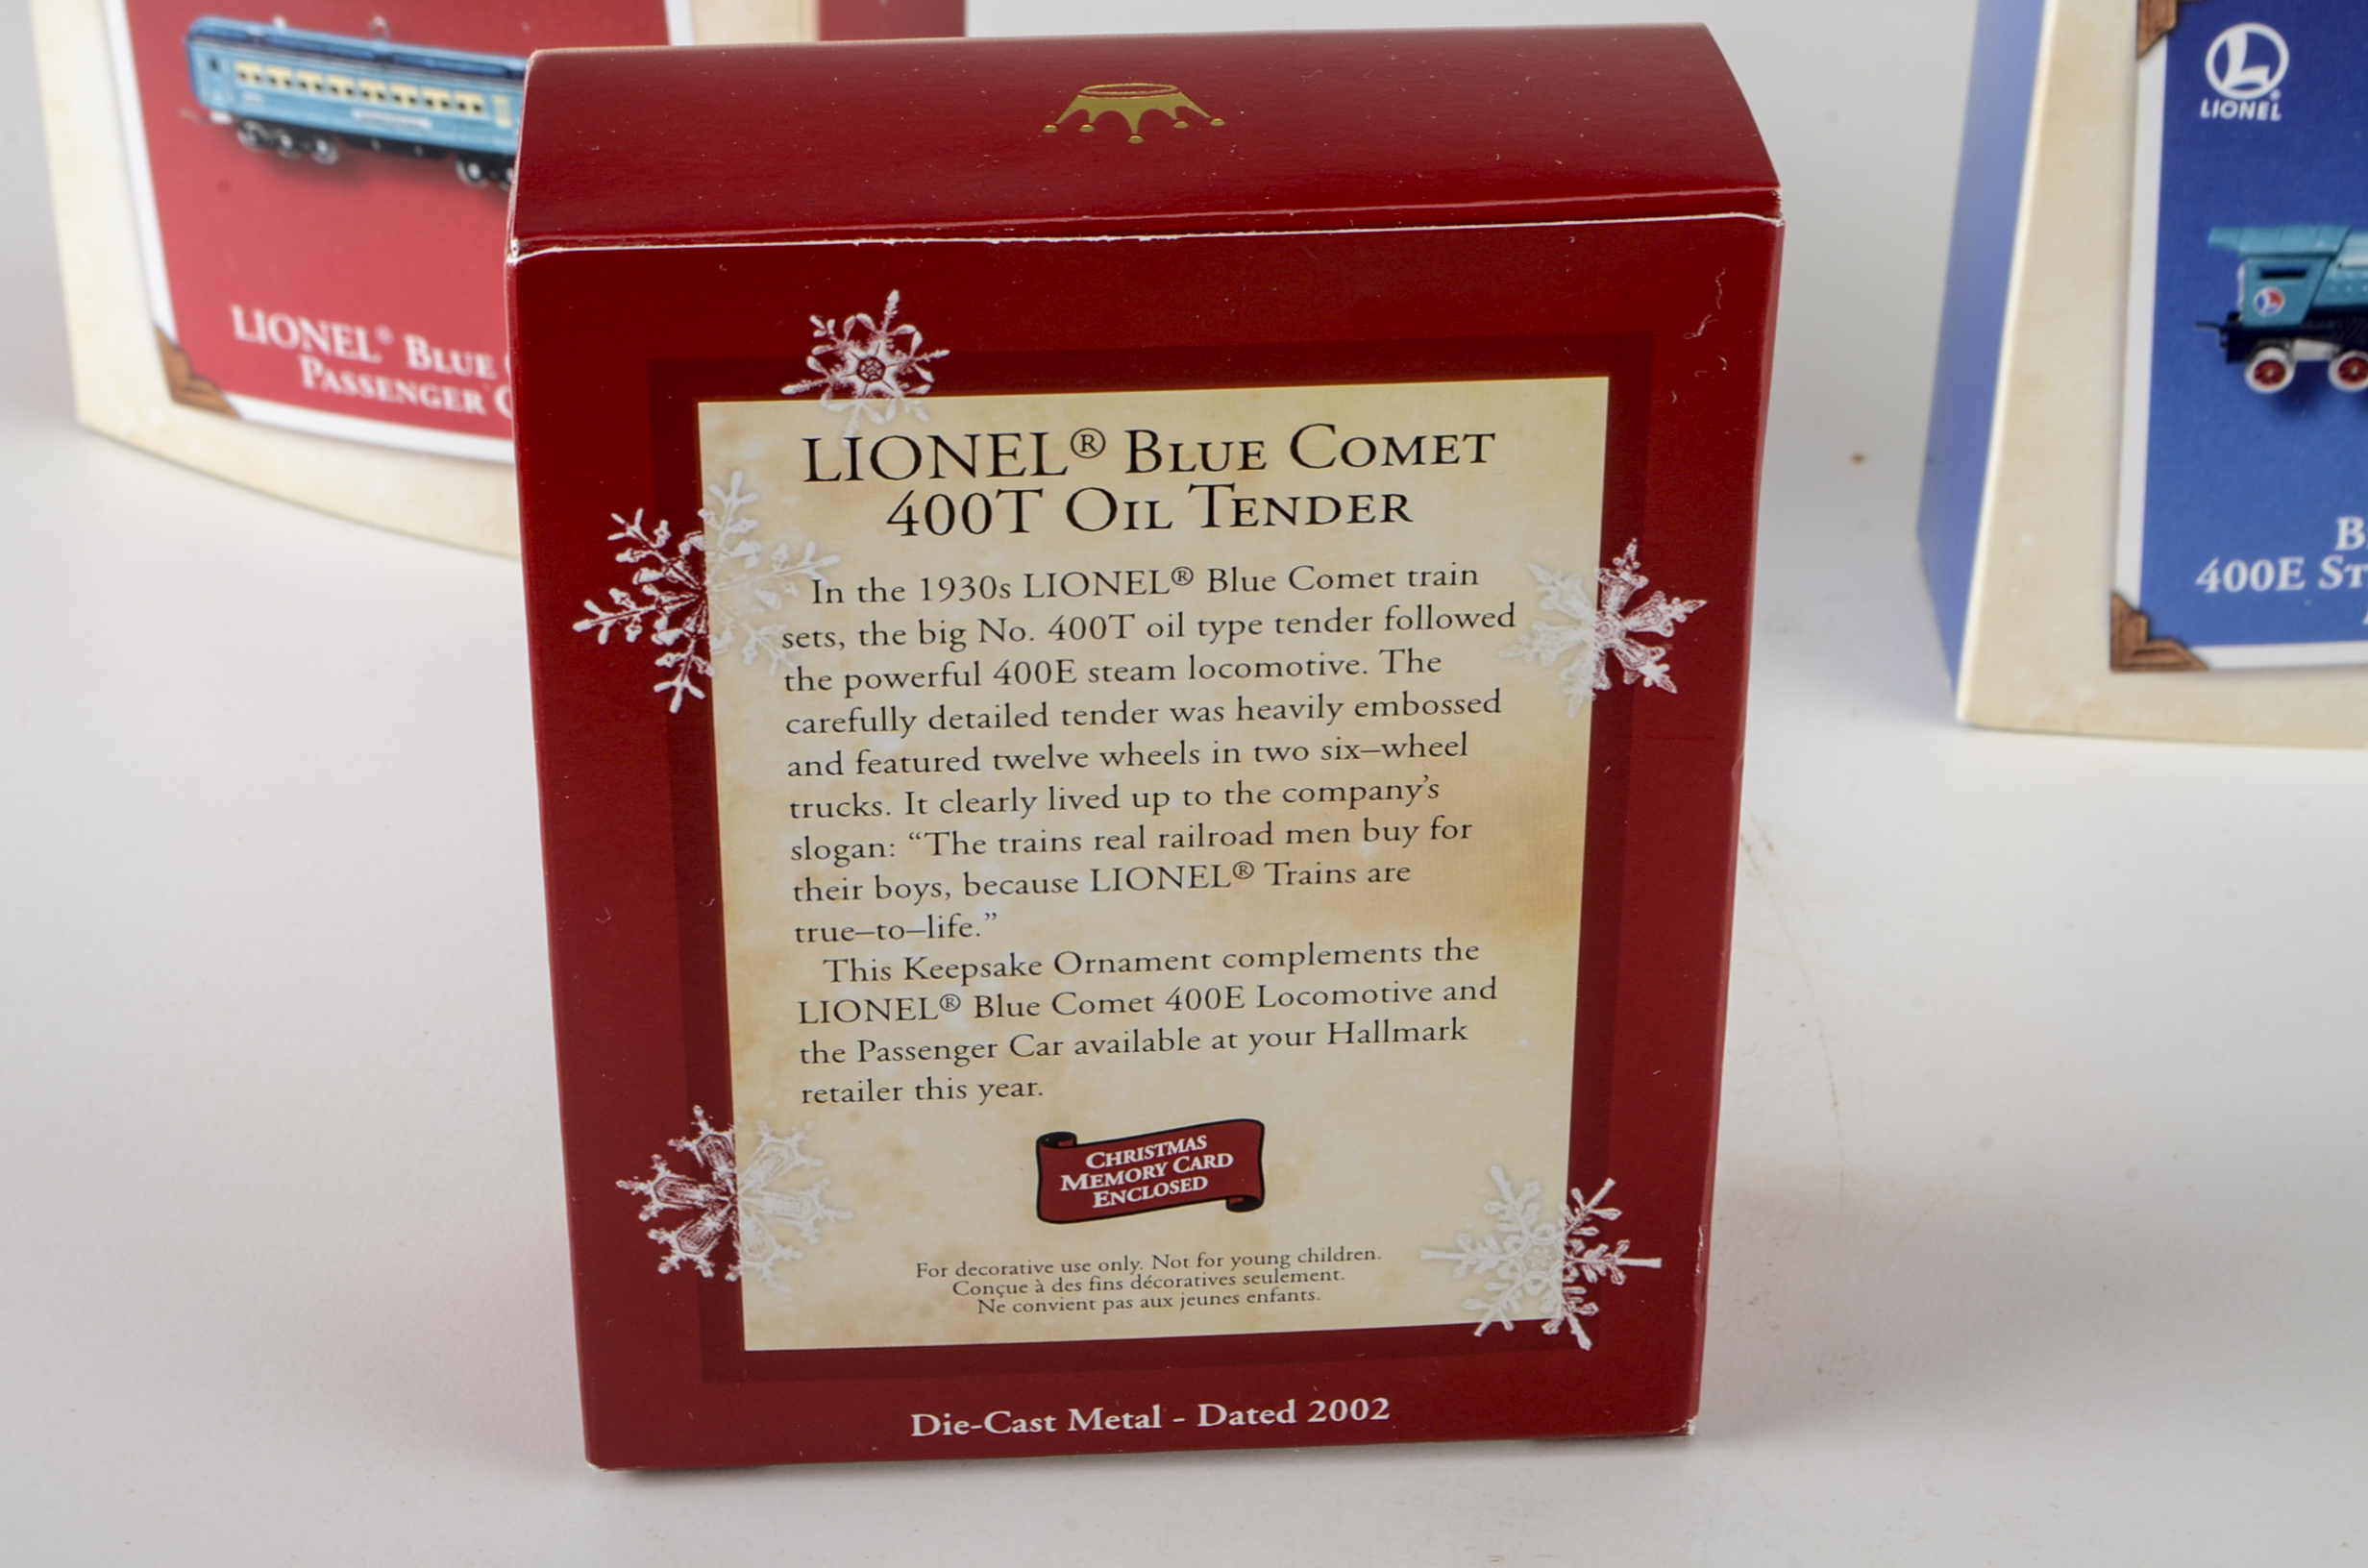 LIONEL® BLUE
PASSENGER
LIONEL® BLUE COMET
400T OIL TENDER
In the 1930s LIONEL® Blue Comet train
sets, the big No. 400T oil type tender followed
the powerful 400E steam locomotive. The
carefully detailed tender was heavily embossed
and featured twelve wheels in two six–wheel
trucks. It clearly lived up to the company's
slogan: “The trains real railroad men buy for
their boys, because LIONEL® Trains are
true–to–life.”
This Keepsake Ornament complements the
LIONEL® Blue Comet 400E Locomotive and
the Passenger Car available at your Hallmark
retailer this year.
CHRISTMAS
MEMORY CARD
ENCLOSED
For decorative use only. Not for young children.
Conçue à des fins décoratives seulement.
Ne convient pas aux jeunes enfants.
Die-Cast Metal - Dated 2002
L
LIONEL®
400E